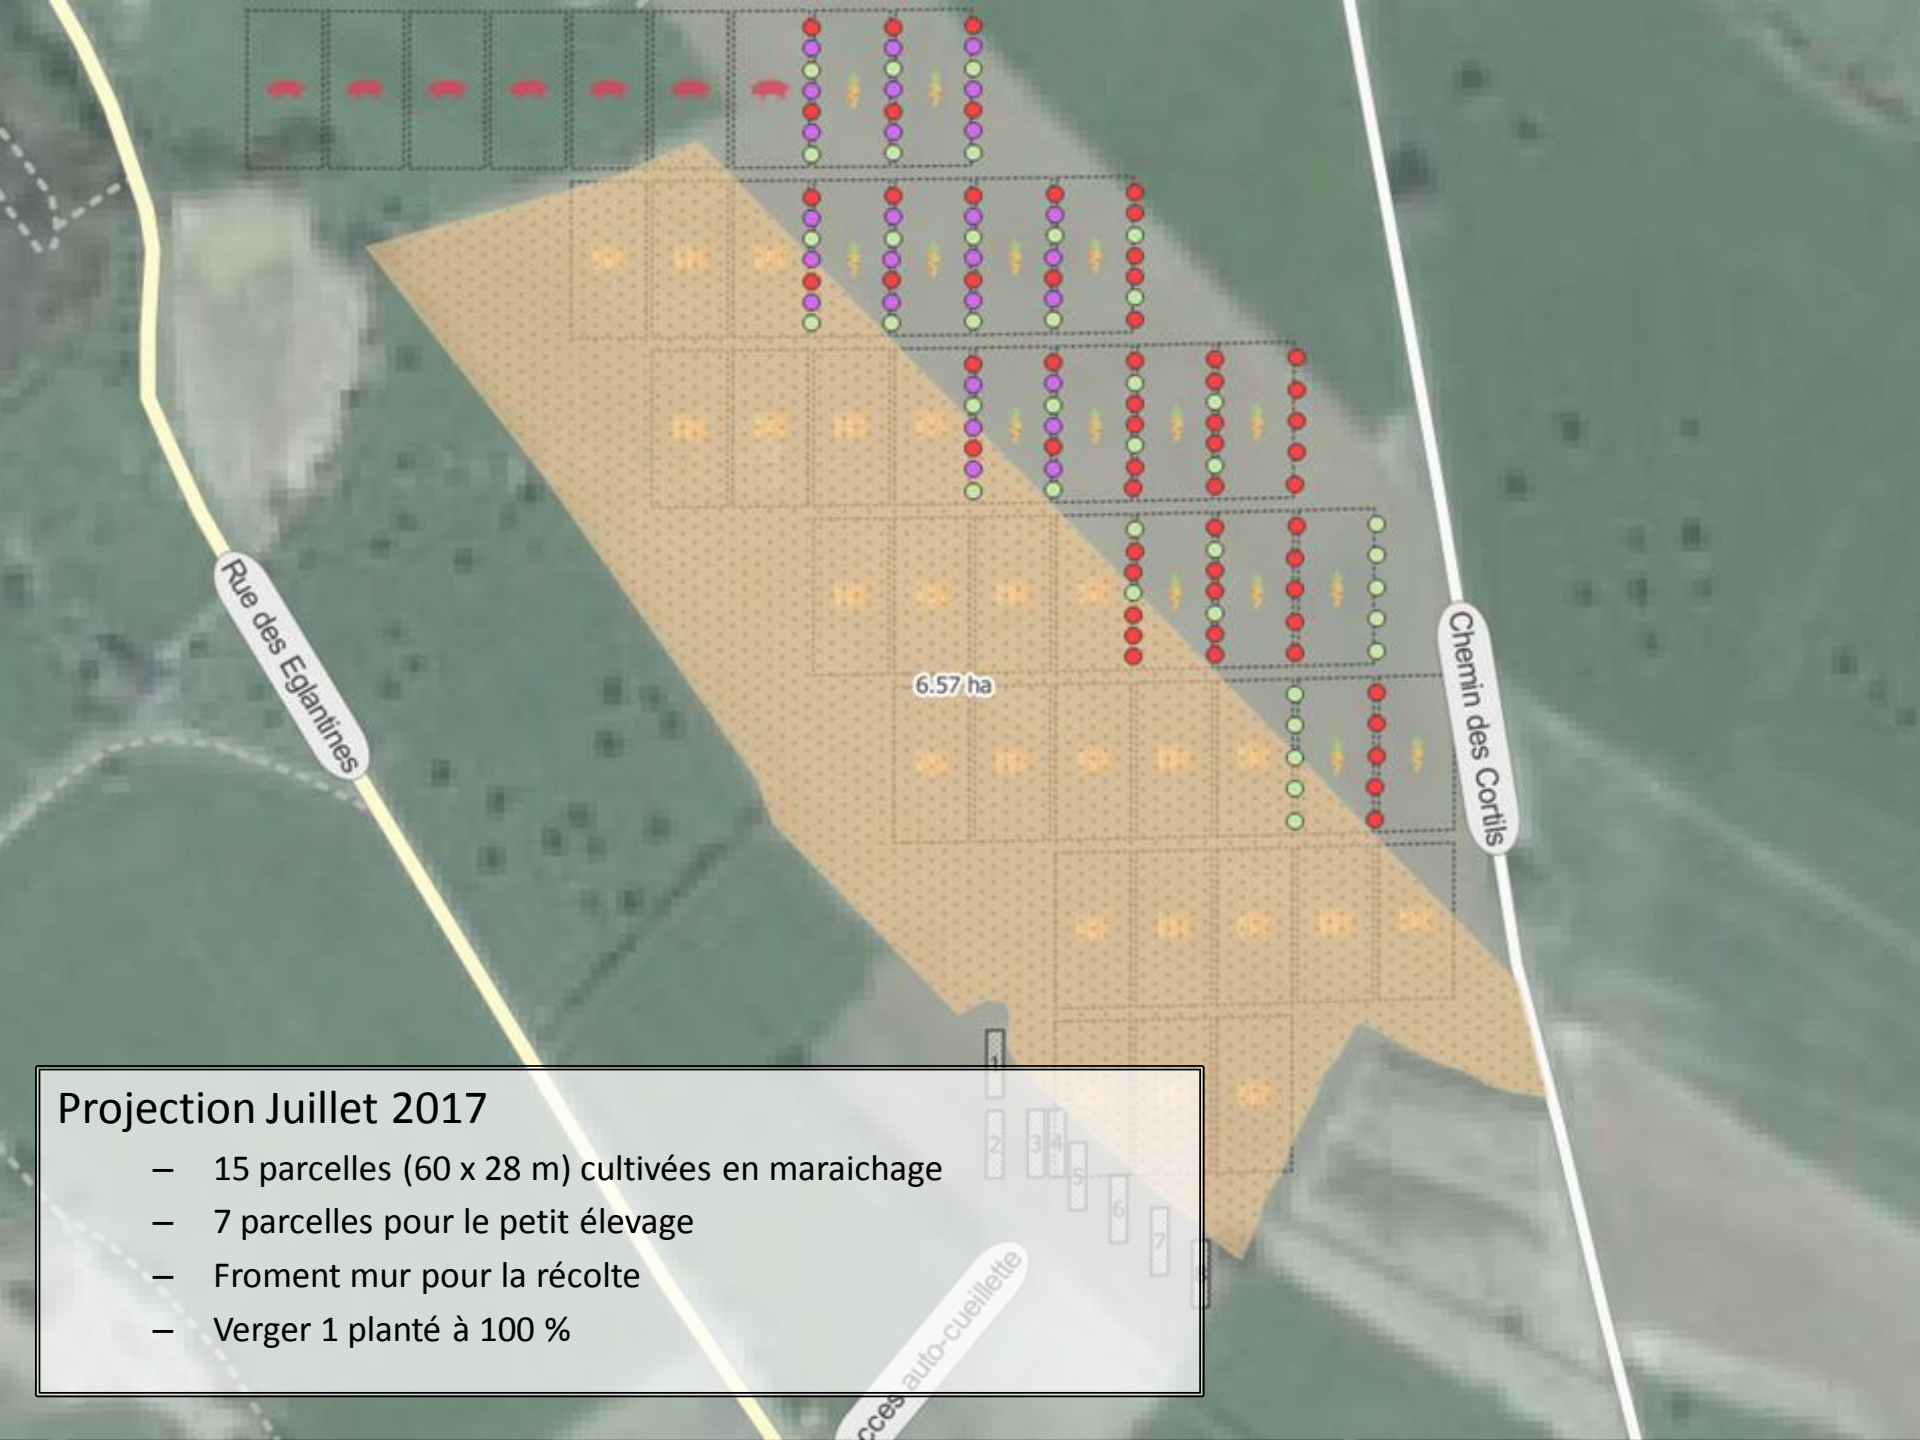 6.57 ha
Rue des Eglantines
Chemin des Cortils
1
2
3
4
5
6
7
Projection Juillet 2017
– 15 parcelles (60 x 28 m) cultivées en maraichage
– 7 parcelles pour le petit élevage
– Froment mur pour la récolte
– Verger 1 planté à 100 %
cces auto-cueillette